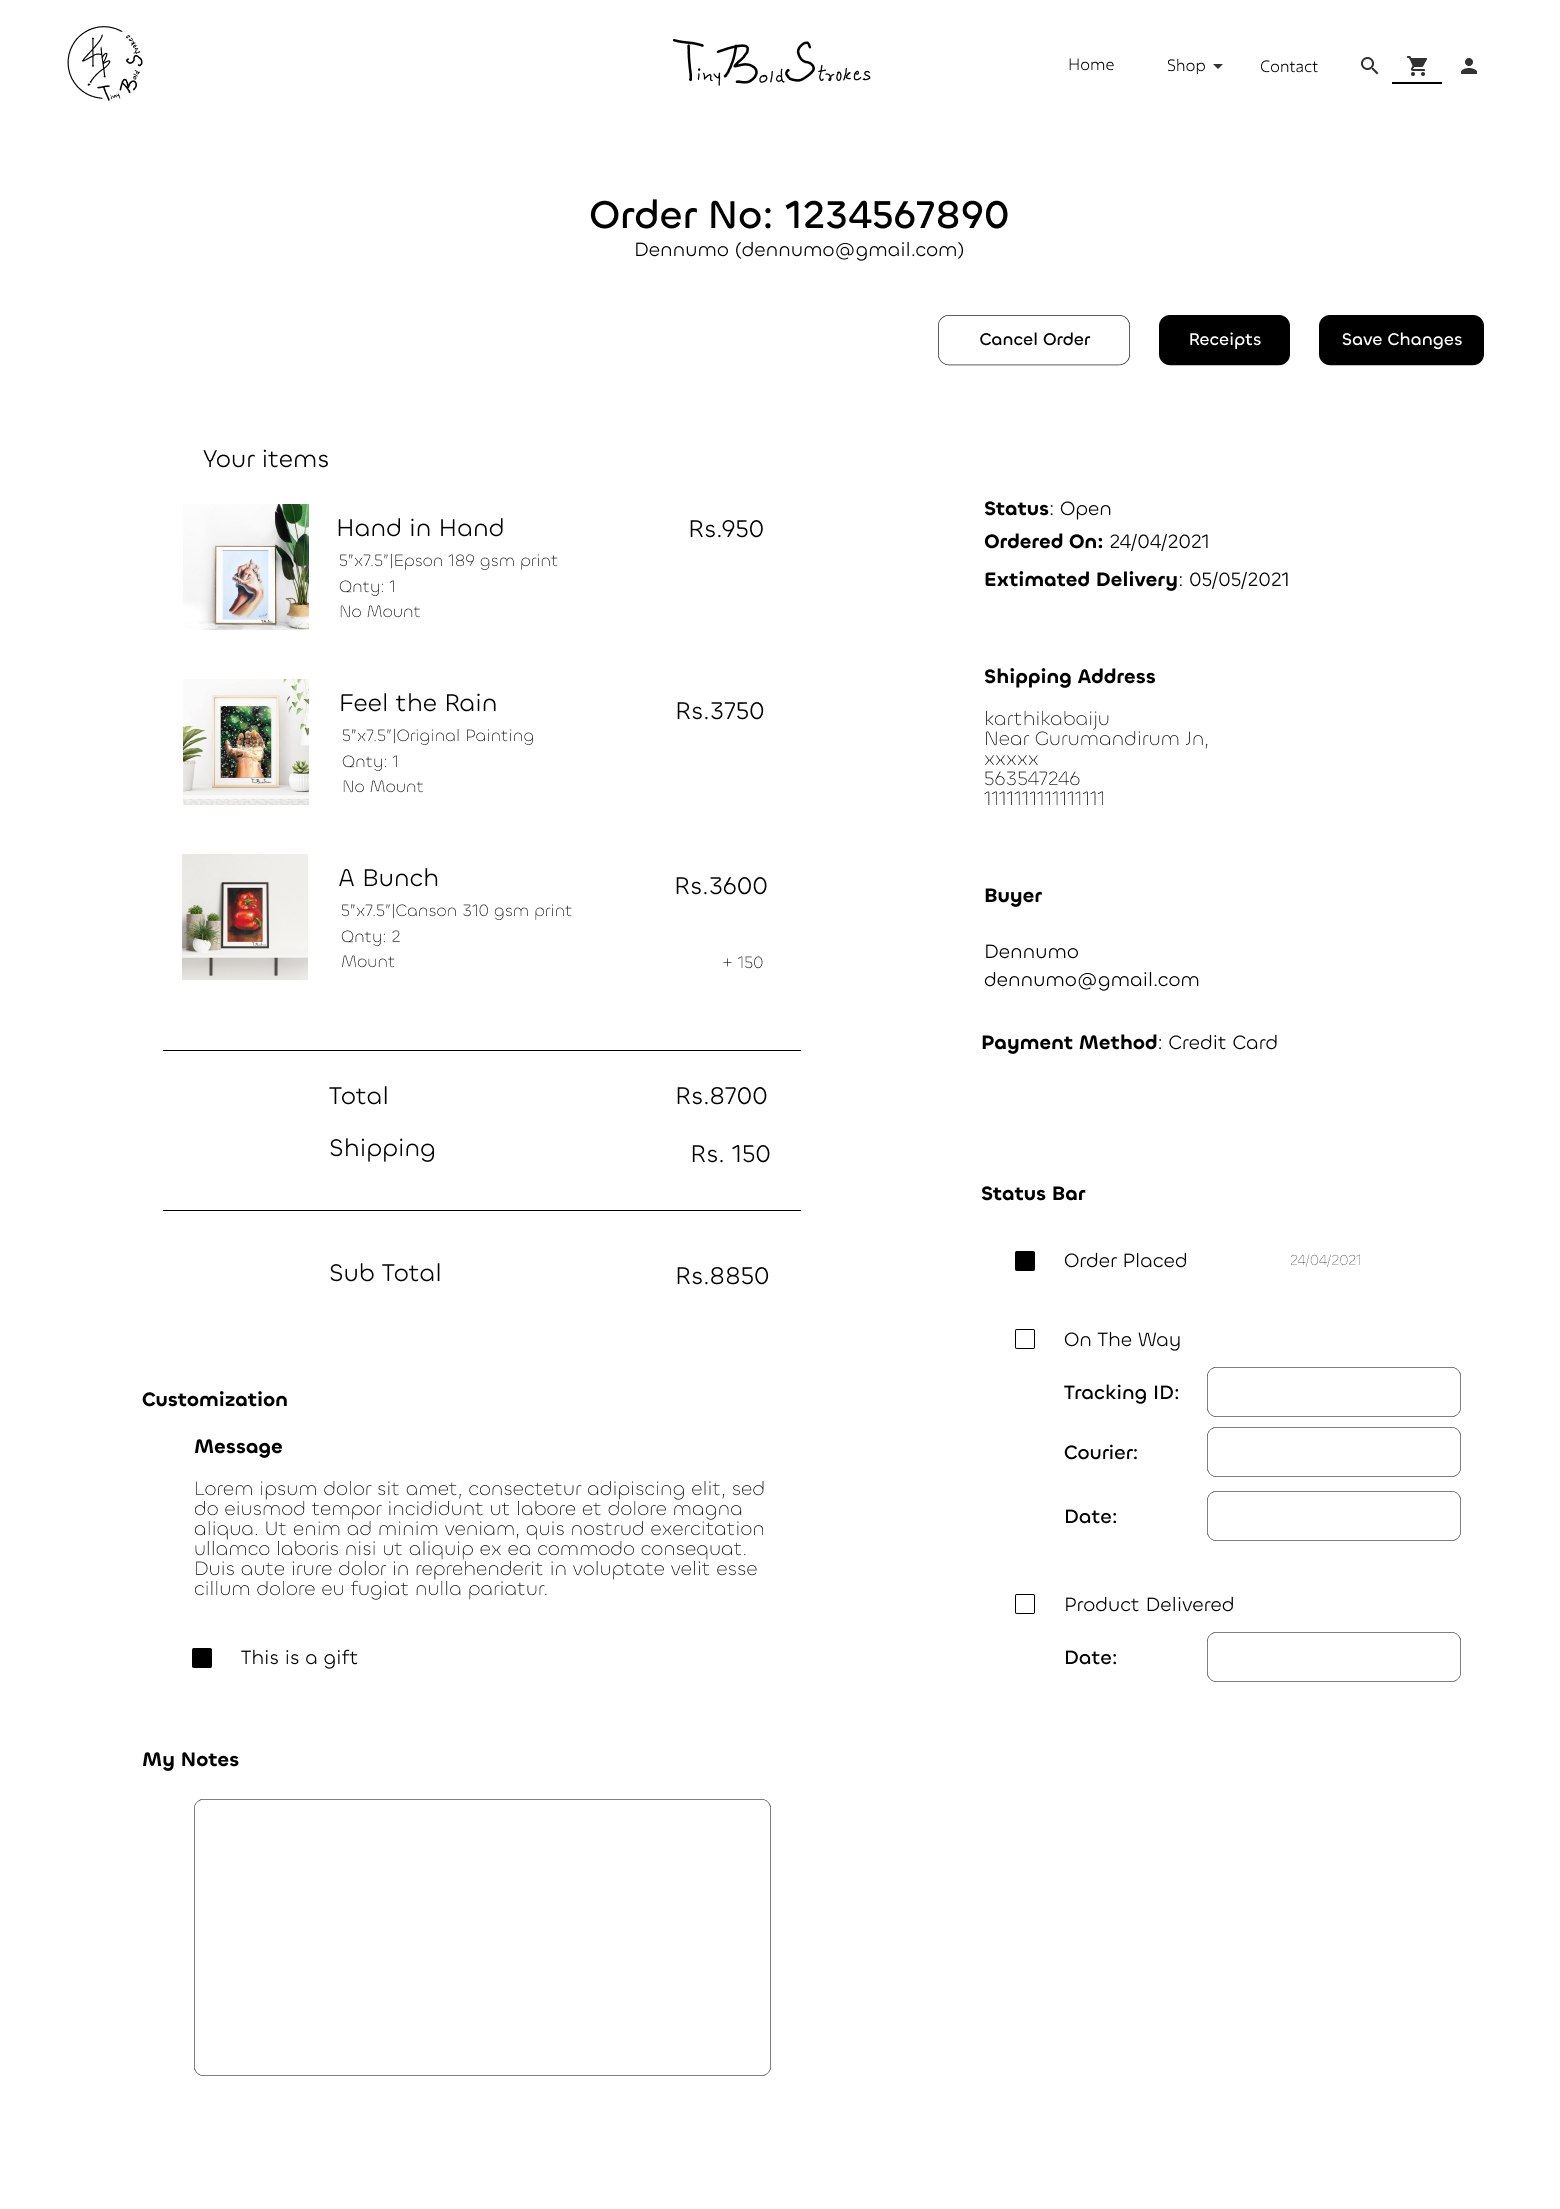 KB
Tiny Bold Strokes
TinyBoldStrokes
Home
Shop
Contact
Order No: 1234567890
Dennumo (dennumo@gmail.com)
Cancel Order
Receipts
Save Changes
Your items
Hand in Hand
Rs.950
5"x7.5"|Epson 189 gsm print
Qnty: 1
No Mount
Feel the Rain
Rs.3750
5"x7.5"|Original Painting
Qnty: 1
No Mount
A Bunch
Rs.3600
5"x7.5"|Canson 310 gsm print
Qnty: 2
Mount
+ 150
Total
Rs.8700
Shipping
Rs. 150
Sub Total
Rs.8850
Customization
Message
Lorem ipsum dolor sit amet, consectetur adipiscing elit, sed
do eiusmod tempor incididunt ut labore et dolore magna
aliqua. Ut enim ad minim veniam, quis nostrud exercitation
ullamco laboris nisi ut aliquip ex ea commodo consequat.
Duis aute irure dolor in reprehenderit in voluptate velit esse
cillum dolore eu fugiat nulla pariatur.
This is a gift
My Notes
Status: Open
Ordered On: 24/04/2021
Extimated Delivery: 05/05/2021
Shipping Address
karthikabaiju
Near Gurumandirum Jn,
xxxxx
563547246
11111111111111111
Buyer
Dennumo
dennumo@gmail.com
Payment Method: Credit Card
Status Bar
Order Placed
24/04/2021
On The Way
Tracking ID:
Courier:
Date:
Product Delivered
Date: